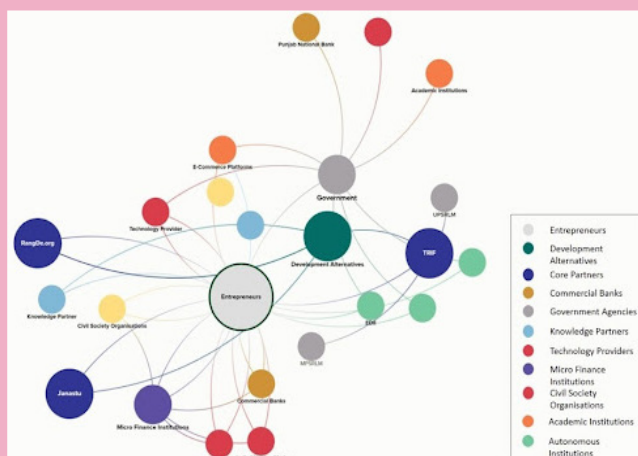 Punjab National Bank
Academic Institutions
E-Commerce Platforms
Government
UPSRLM
Technology Provider
RangDe.org
Development Alternatives
TRIF
Entrepreneurs
Knowledge Partner
Civil Society Organisations
MPSRLM
Janastu
Micro Finance Institutions
Commercial Banks
Entrepreneurs
Development
Alternatives
Core Partners
Commercial Banks
Government Agencies
Knowledge Partners
Technology Providers
Micro Finance
Institutions
Civil Society
Organisations
Academic Institutions
Autonomous
Institutions